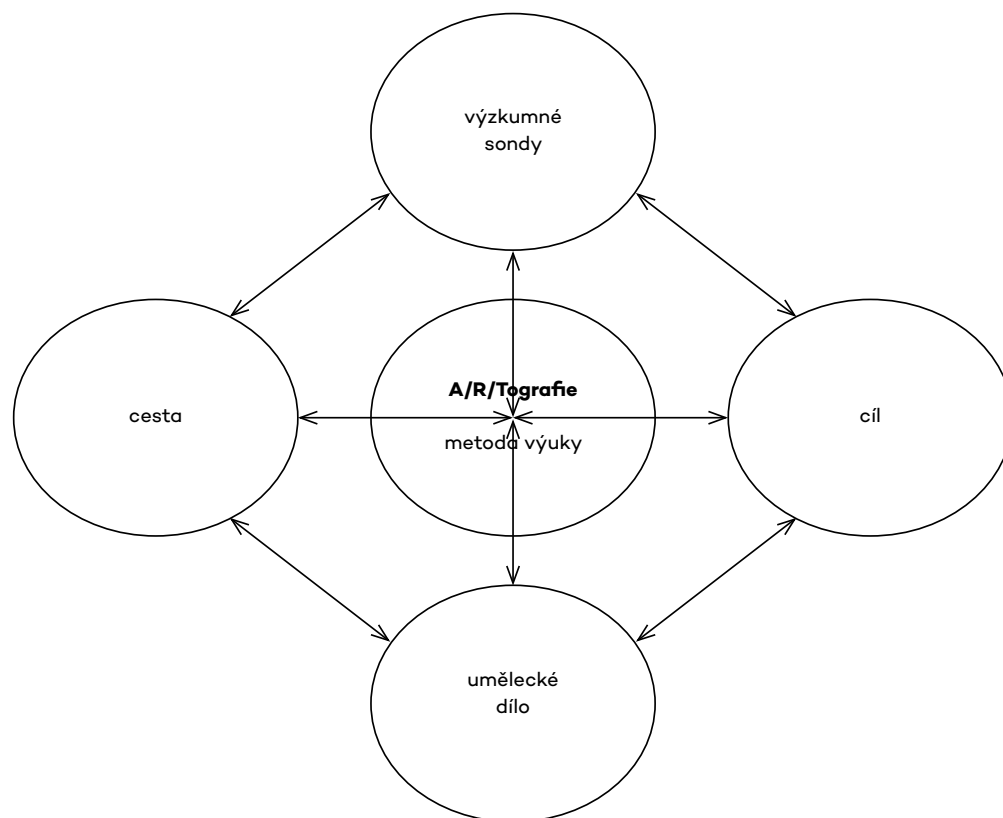 výzkumné
sondy
A/R/Tografie
cesta
metoda výuky
cíl
umělecké
dílo